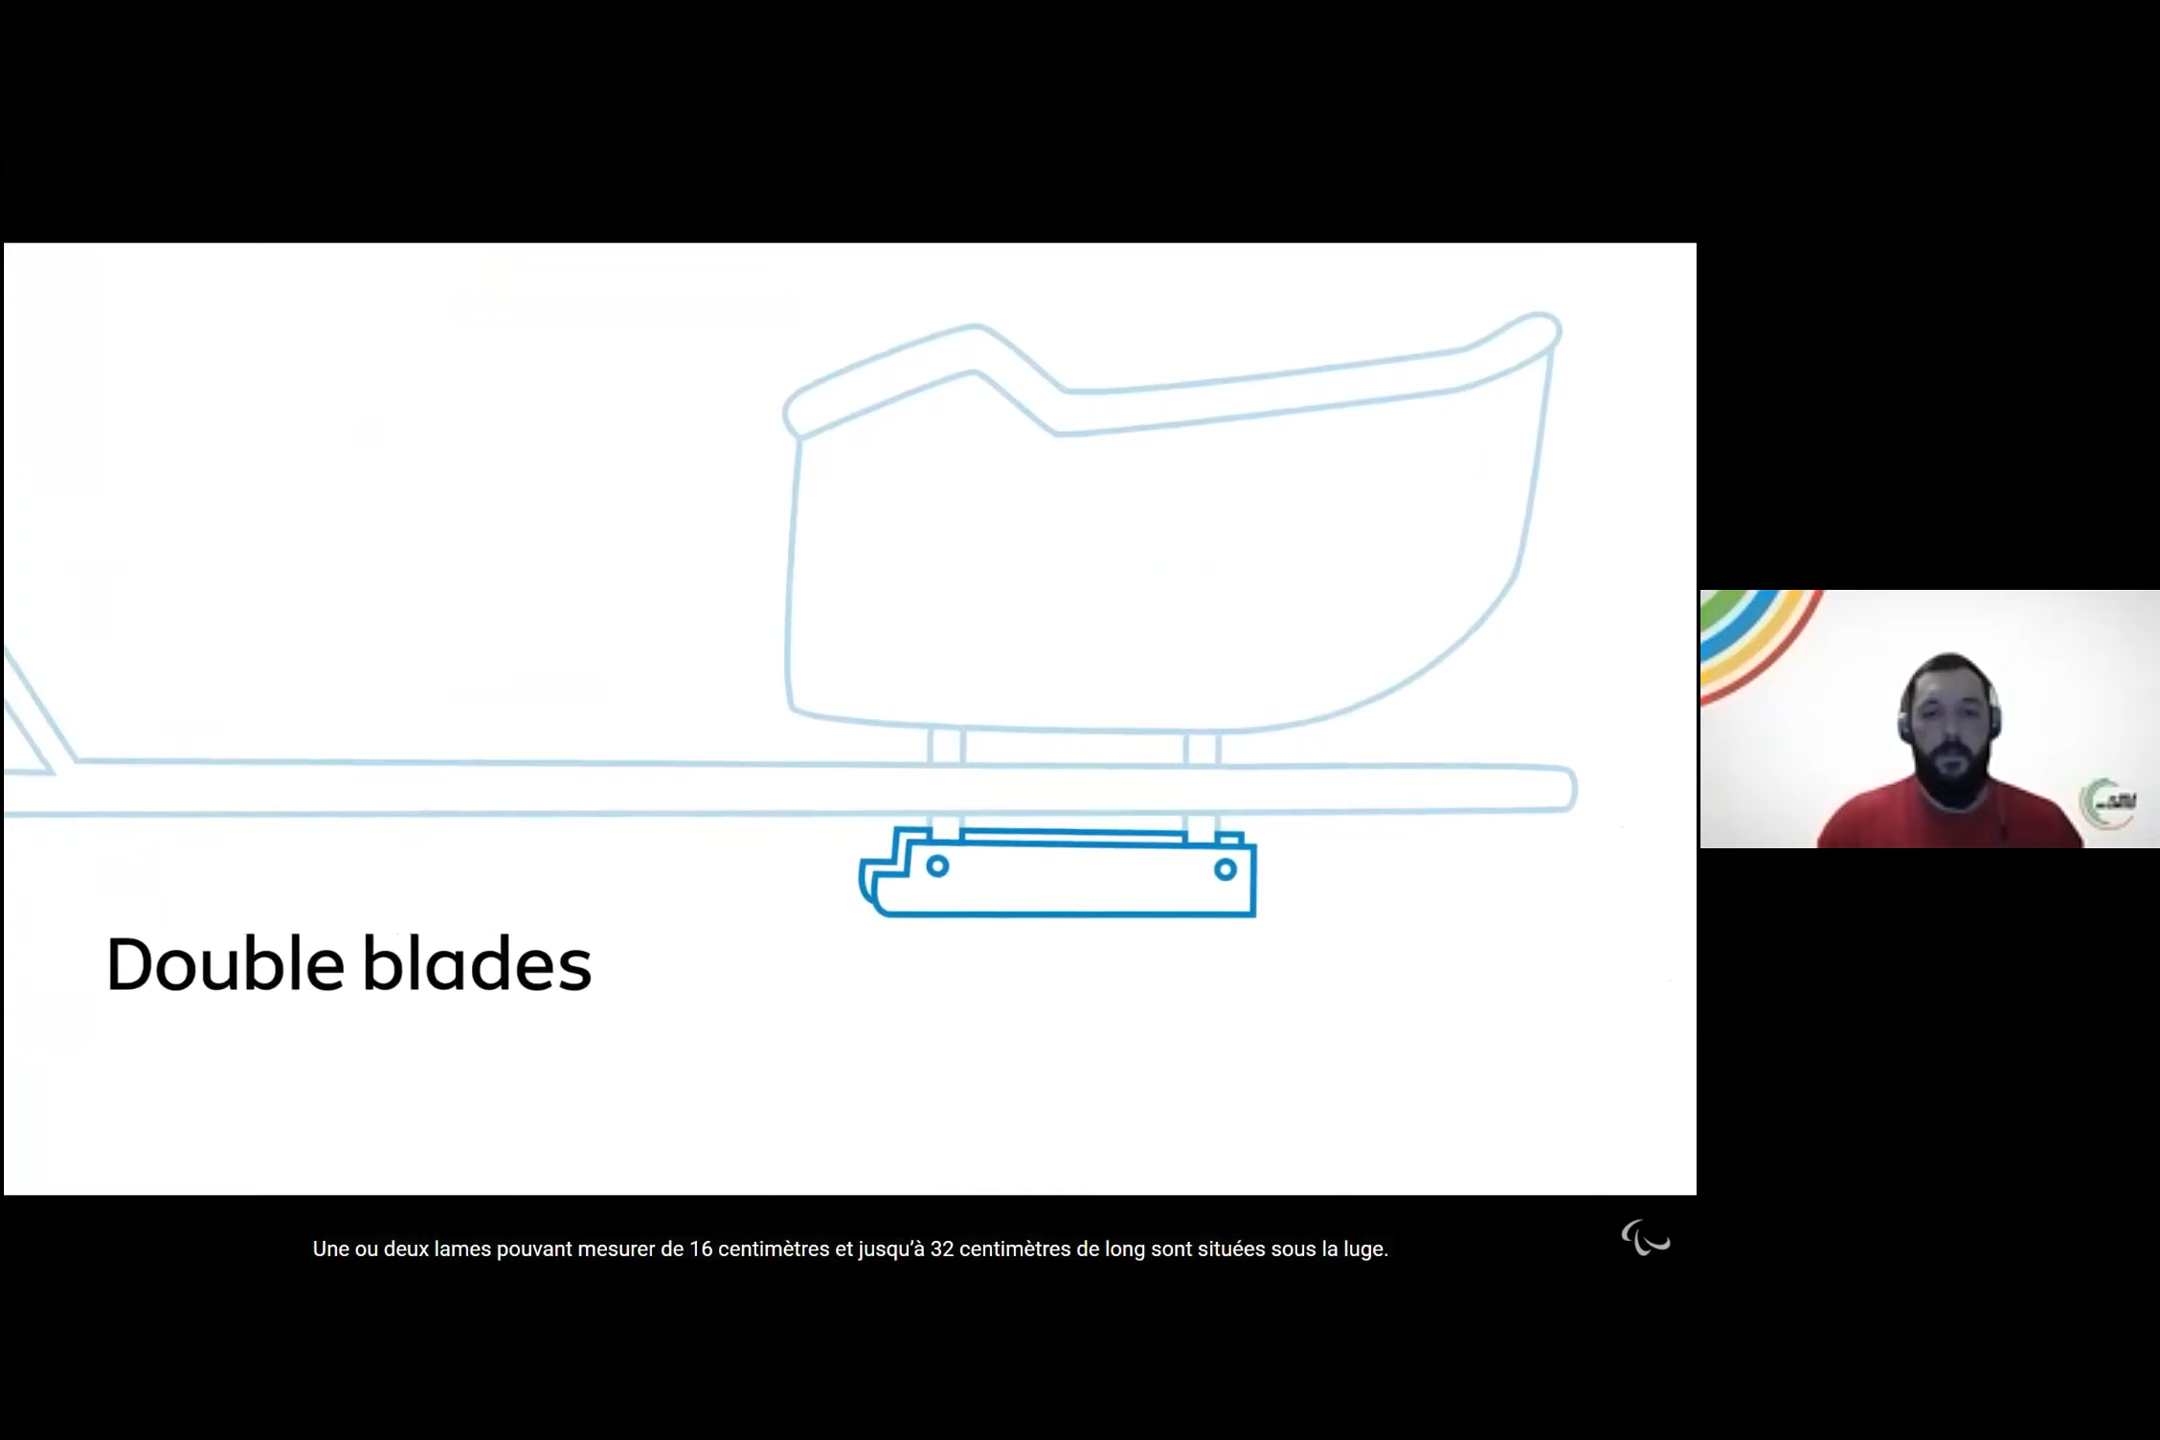 Double blades
Une ou deux lames pouvant mesurer de 16 centimètres et jusqu’à 32 centimètres de long sont situées sous la luge.